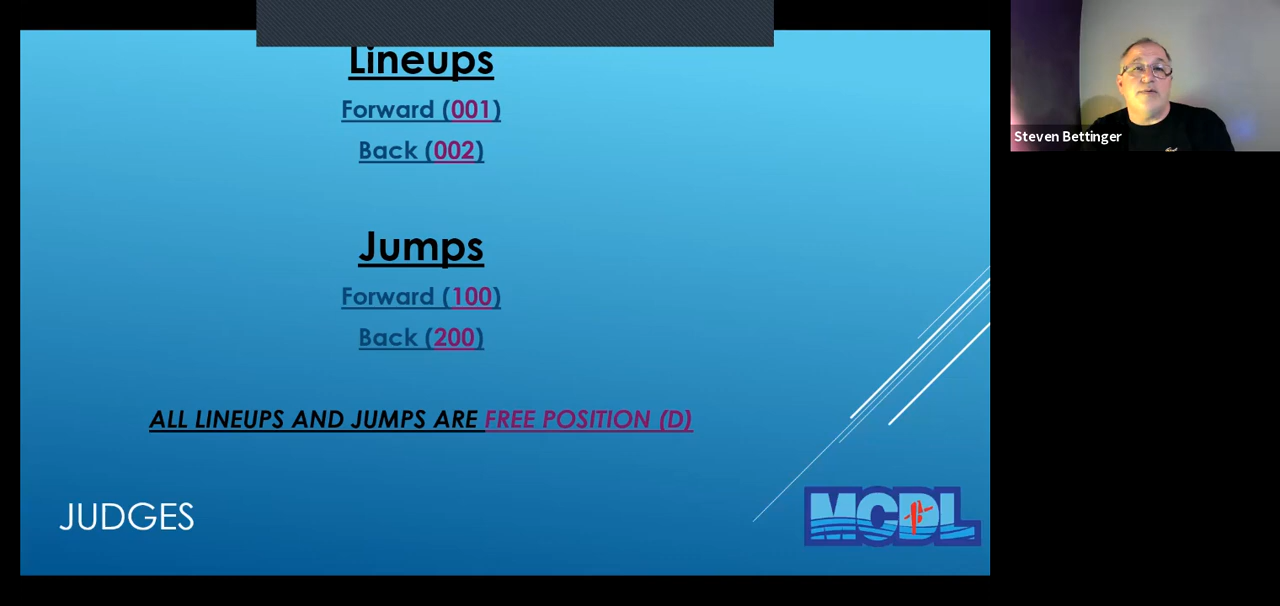 Lineups
Forward (001)
Back (002)
Jumps
Forward (100)
Back (200)
ALL LINEUPS AND JUMPS ARE FREE POSITION (D)
JUDGES
MCDL
Steven Bettinger